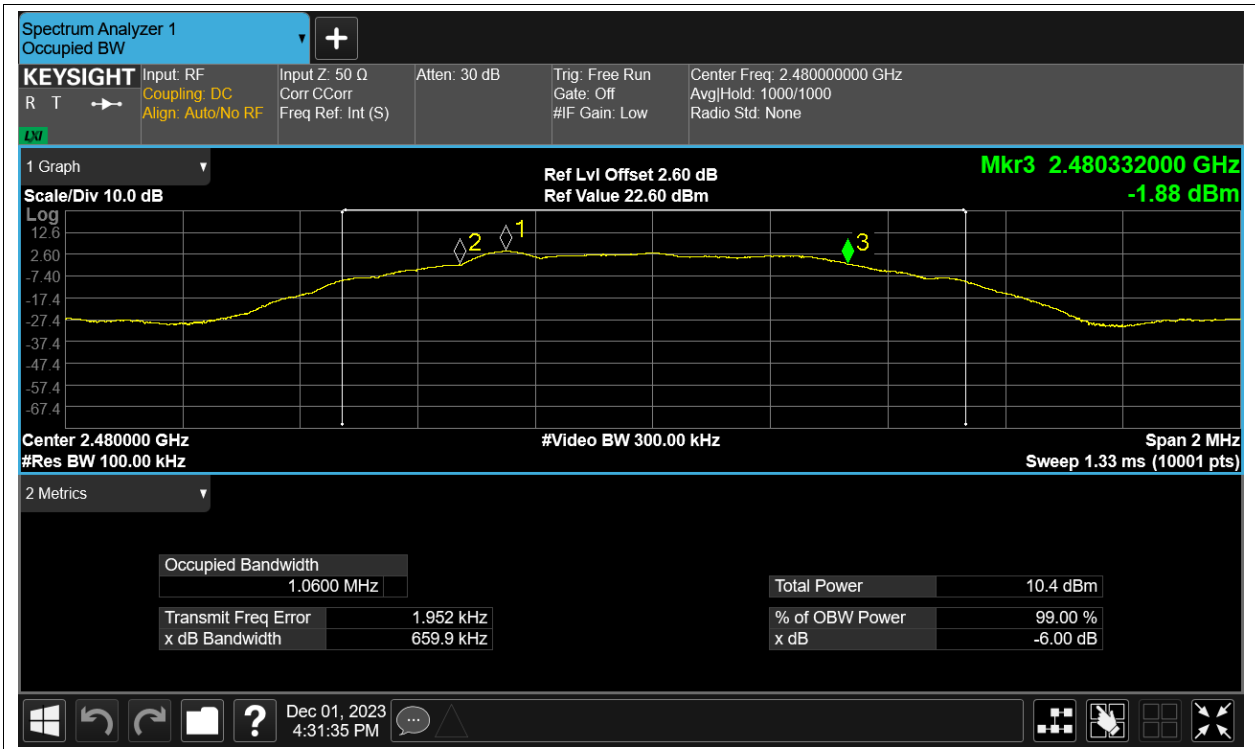 Spectrum Analyzer 1
Occupied BW
+
KEYSIGHT
R T
LXI
Input: RF
Coupling: DC
Align: Auto/No RF
Input Z: 50 Ω
Corr CCorr
Freq Ref: Int (S)
Atten: 30 dB
Trig: Free Run
Gate: Off
#IF Gain: Low
Center Freq: 2.480000000 GHz
Avg|Hold: 1000/1000
Radio Std: None
1 Graph
Scale/Div 10.0 dB
Ref Lvl Offset 2.60 dB
Ref Value 22.60 dBm
Mkr3 2.480332000 GHz
-1.88 dBm
Log
12.6
2.60
-7.40
-17.4
-27.4
-37.4
-47.4
-57.4
-67.4
2
1
3
Center 2.480000 GHz
#Res BW 100.00 kHz
#Video BW 300.00 kHz
Span 2 MHz
Sweep 1.33 ms (10001 pts)
2 Metrics
Occupied Bandwidth
1.0600 MHz
Transmit Freq Error 1.952 kHz
x dB Bandwidth 659.9 kHz
Total Power 10.4 dBm
% of OBW Power 99.00 %
x dB -6.00 dB
?
Dec 01, 2023
4:31:35 PM